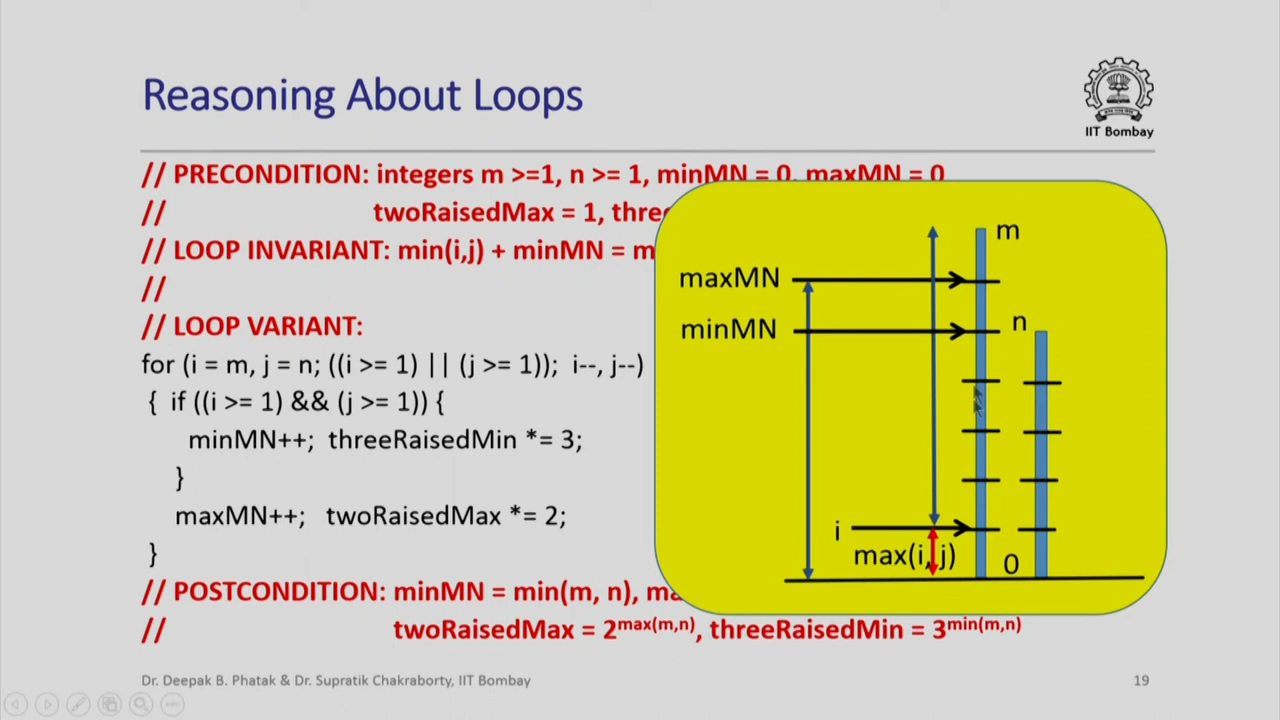 Reasoning About Loops
IIT Bombay
// PRECONDITION: integers m >=1, n >= 1, minMN = 0, maxMN = 0
// twoRaisedMax = 1,
// LOOP INVARIANT: min(i,j) + minMN =
//
// LOOP VARIANT:
for (i = m, j = n; ((i >= 1) || (j >= 1)); i--, j--)
{ if ((i >= 1) && (j >= 1)) {
minMN++; threeRaisedMin *= 3;
}
maxMN++; twoRaisedMax *= 2;
}
// POSTCONDITION: minMN = min(m, n),
// twoRaisedMax = 2^max(m,n), threeRaisedMin = 3^min(m,n)
m
maxMN
n
minMN
i
max(i, j)
0
Dr. Deepak B. Phatak & Dr. Supratik Chakraborty, IIT Bombay
19